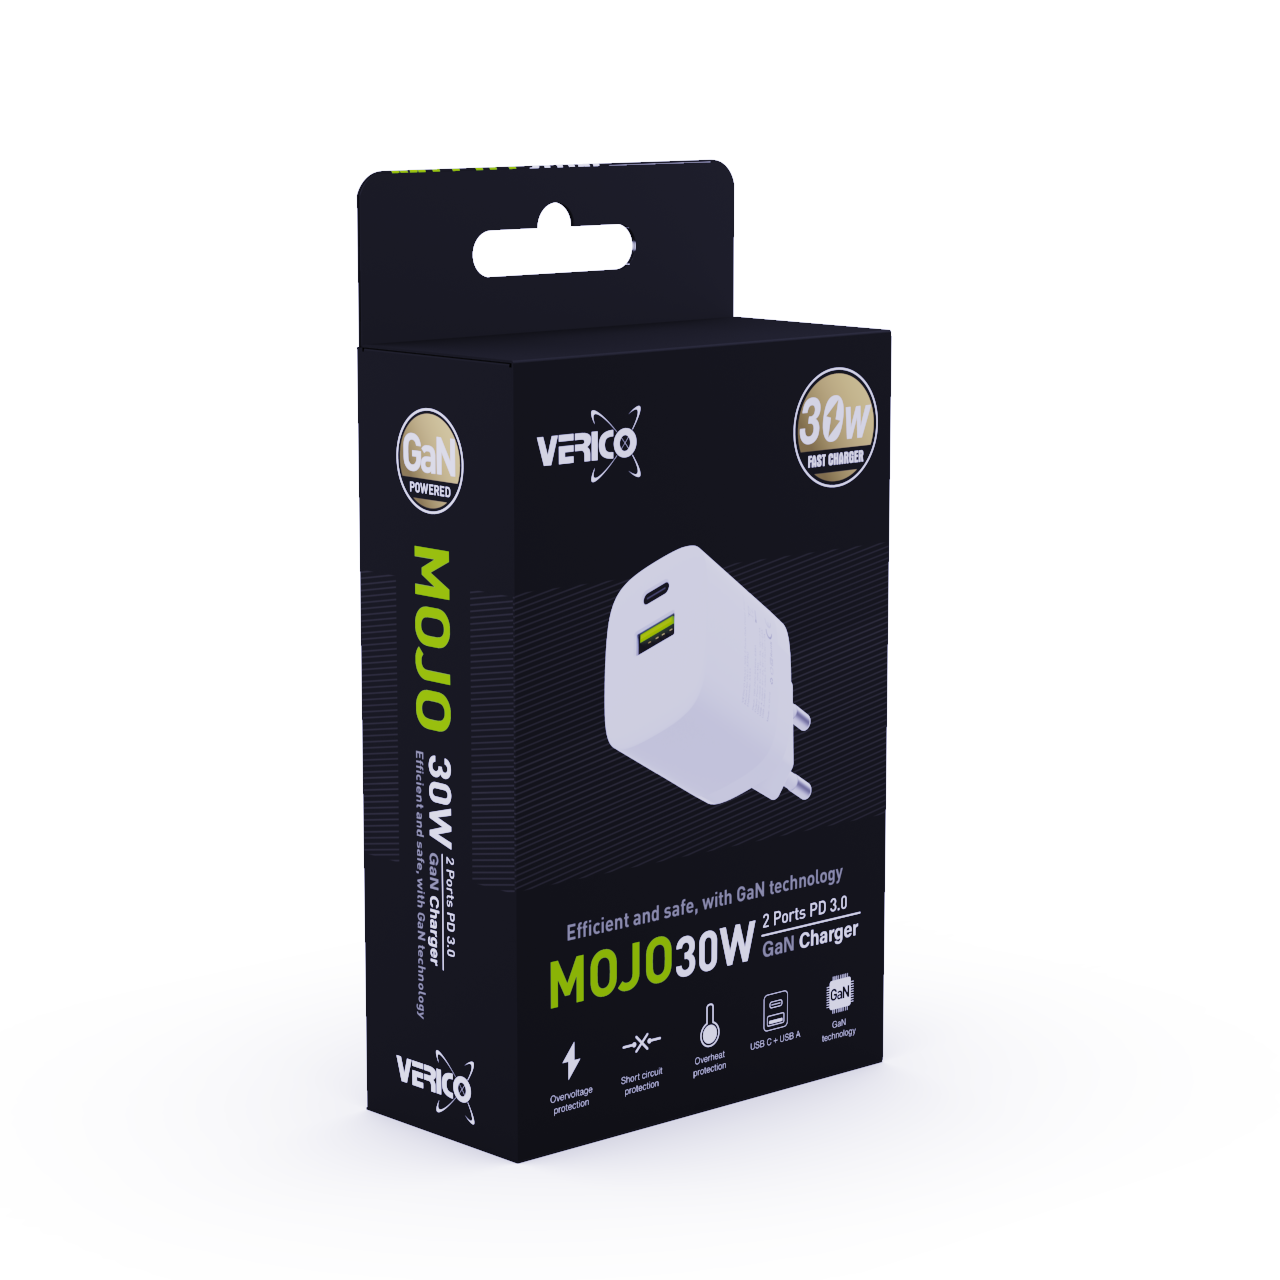 GaN
POWERED
MOJO 30W 2 Ports PD 3.0
GaN Charger
Efficient and safe, with GaN technology
VERICO
VERICO
30W
FAST CHARGER
Efficient and safe, with GaN technology
MOJO30W 2 Ports PD 3.0
GaN Charger
Overvoltage
protection
Short circuit
protection
Overheat
protection
USB C + USB A
GaN
GaN
technology